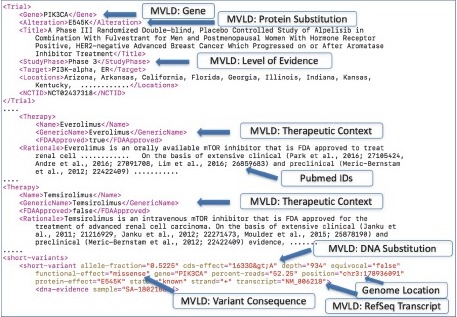 <Trial>
<Gene>PIK3CA</Gene> MVLD: Gene
<Alteration>E545K</Alteration> MVLD: Protein Substitution
<Title>A Phase III Randomized Double-blind, Placebo Controlled Study of Alpelisib in
Combination With Fulvestrant for Men and Postmenopausal Women With Hormone Receptor
Positive, HER2-negative Advanced Breast Cancer Which Progressed on or After Aromatase
Inhibitor Treatment</Title>
<StudyPhase>Phase 3</StudyPhase> MVLD: Level of Evidence
<Target>PI3K-alpha, ER</Target>
<Locations>Arizona, Arkansas, California, Florida, Georgia, Illinois, Indiana, Kansas,
Kentucky, ............</Locations>
<NCTID>NCT02437318</NCTID>
</Trial>
....
<Therapy>
<Name>Everolimus</Name>
<GenericName>Everolimus</GenericName> MVLD: Therapeutic Context
<FDAApproved>true</FDAApproved>
<Rationale>Everolimus is an orally available mTOR inhibitor that is FDA approved to treat
renal cell ............ On the basis of extensive clinical (Park et al., 2016; 27105424,
Andre et al., 2016; 27091708, Lim et al., 2016; 26859683) and preclinical (Meric-Bernstam
et al., 2012; 22422409) ...........
Pubmed IDs
....
<Therapy>
<Name>Temsirolimus</Name>
<GenericName>Temsirolimus</GenericName> MVLD: Therapeutic Context
<FDAApproved>false</FDAApproved>
<Rationale>Temsirolimus is an intravenous mTOR inhibitor that is FDA approved for the
treatment of advanced renal cell carcinoma. On the basis of extensive clinical (Janku
et al., 2011; 21216929, Janku et al., 2012; 22271473, Moulder et al., 2015; 25878190) and
preclinical (Meric-Bernstam et al., 2012; 22422409) evidence, .......
.....
MVLD: DNA Substitution
<short-variants>
<short-variant allele-fraction="0.5225" cds-effect="1633G&gt;A" depth="934" equivocal="false"
functional-effect="missense" gene="PIK3CA" percent-reads="52.25" position="chr3:178936091"
protein-effect="E545K" status="known" strand="+" transcript="NM_006218">
Genome Location
<dna-evidence sample=
MVLD: Variant Consequence
MVLD: RefSeq Transcript